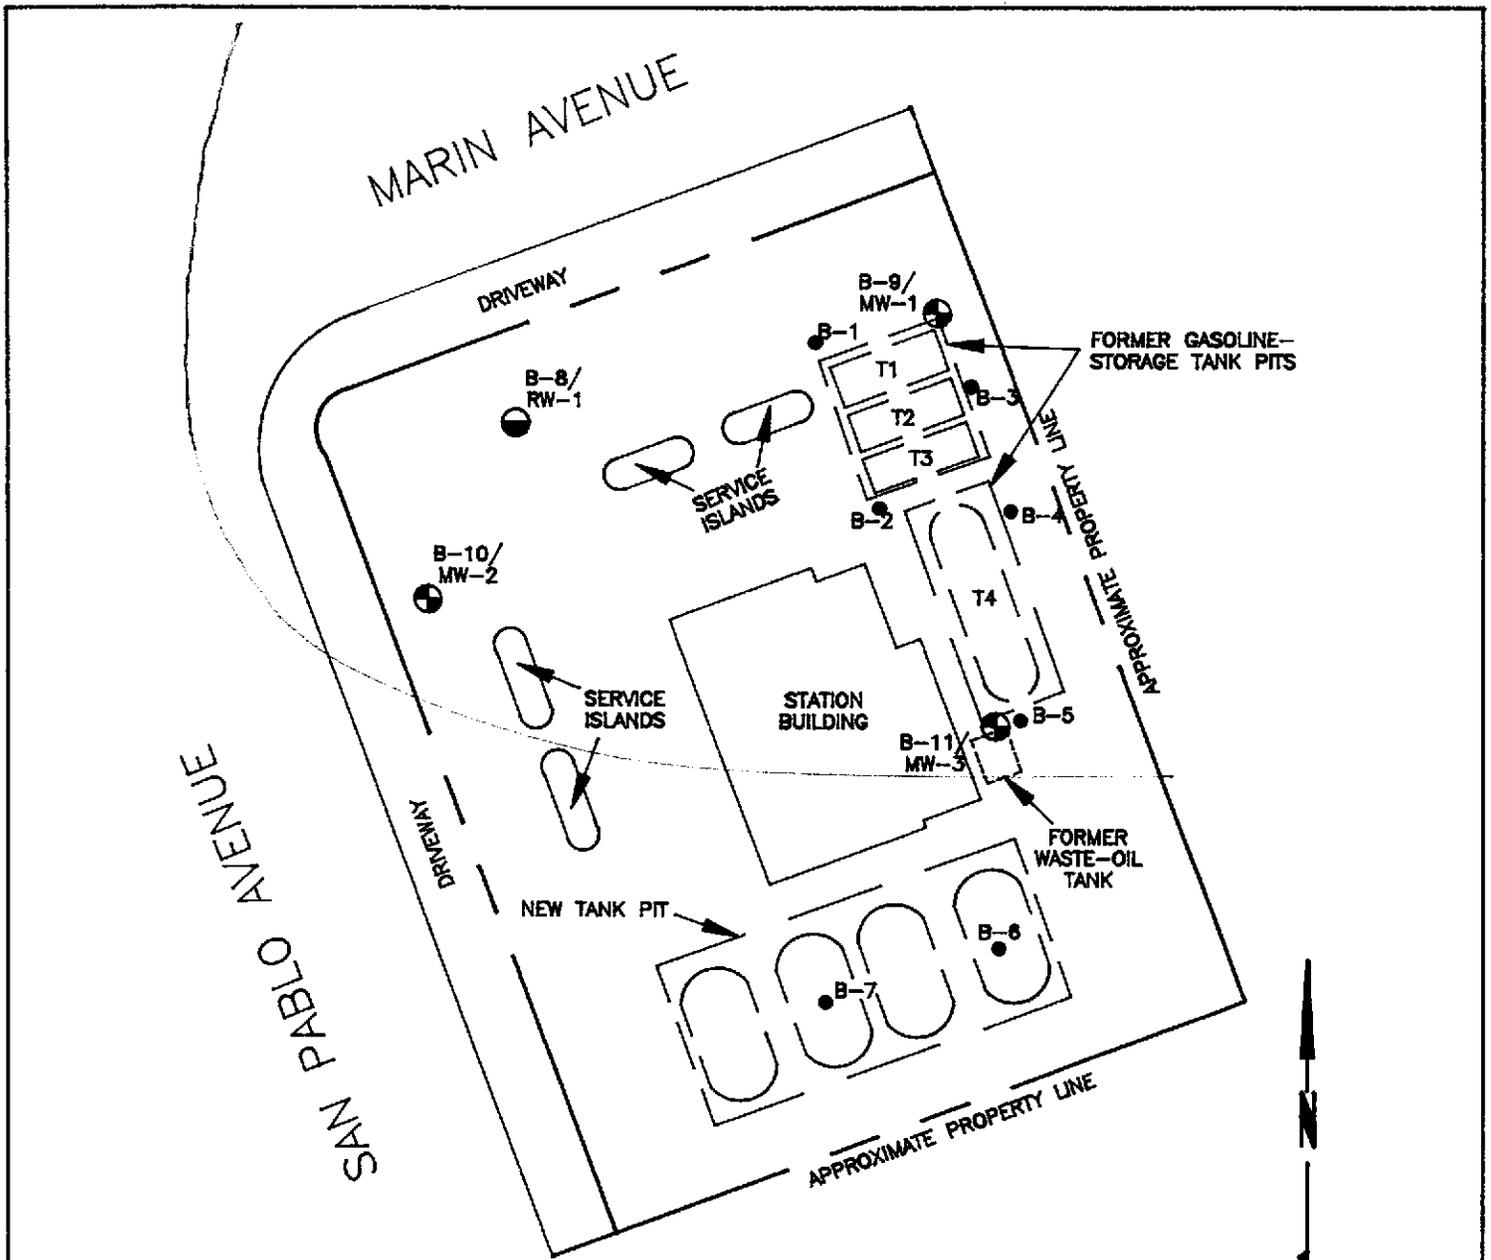 MARIN AVENUE
DRIVEWAY
B-9/
MW-1
B-1
FORMER GASOLINE-
STORAGE TANK PITS
T1
B-8/
RW-1
B-3
T2
T3
SERVICE
ISLANDS
B-2
B-4
APPROXIMATE PROPERTY LINE
B-10/
MW-2
T4
SERVICE
ISLANDS
STATION
BUILDING
B-5
B-11/
MW-3
SAN PABLO AVENUE
DRIVEWAY
FORMER
WASTE-OIL
TANK
NEW TANK PIT
B-6
B-7
APPROXIMATE PROPERTY LINE
N